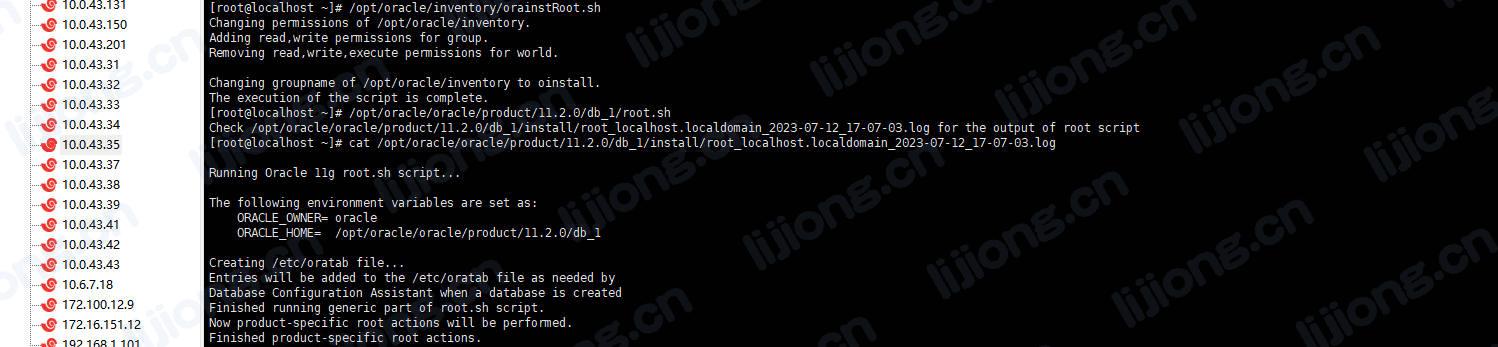 10.0.43.131
10.0.43.150
10.0.43.201
10.0.43.31
10.0.43.32
10.0.43.33
10.0.43.34
10.0.43.35
10.0.43.37
10.0.43.38
10.0.43.39
10.0.43.41
10.0.43.42
10.0.43.43
10.6.7.18
172.100.12.9
172.16.151.12
192.168.1.101
[root@localhost ~]# /opt/oracle/inventory/orainstRoot.sh
Changing permissions of /opt/oracle/inventory.
Adding read,write permissions for group.
Removing read,write,execute permissions for world.
Changing groupname of /opt/oracle/inventory to oinstall.
The execution of the script is complete.
[root@localhost ~]# /opt/oracle/oracle/product/11.2.0/db_1/root.sh
Check /opt/oracle/oracle/product/11.2.0/db_1/install/root_localhost.localdomain_2023-07-12_17-07-03.log for the output of root script
[root@localhost ~]# cat /opt/oracle/oracle/product/11.2.0/db_1/install/root_localhost.localdomain_2023-07-12_17-07-03.log
Running Oracle 11g root.sh script...
The following environment variables are set as:
ORACLE_OWNER= oracle
ORACLE_HOME=  /opt/oracle/oracle/product/11.2.0/db_1
Creating /etc/oratab file...
Entries will be added to the /etc/oratab file as needed by
Database Configuration Assistant when a database is created
Finished running generic part of root.sh script.
Now product-specific root actions will be performed.
Finished product-specific root actions.
lijiong.cn